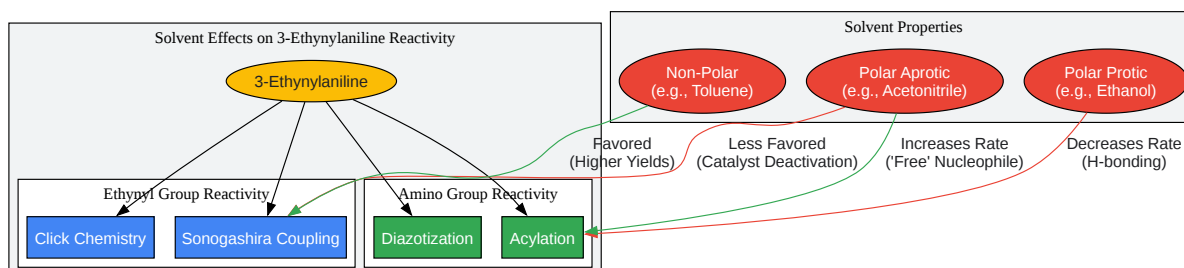 Solvent Effects on 3-Ethynylaniline Reactivity
3-Ethynylaniline
Ethynyl Group Reactivity
Click Chemistry
Sonogashira Coupling
Amino Group Reactivity
Diazotization
Acylation
Solvent Properties
Non-Polar
(e.g., Toluene)
Polar Aprotic
(e.g., Acetonitrile)
Polar Protic
(e.g., Ethanol)
Favored
(Higher Yields)
Less Favored
(Catalyst Deactivation)
Increases Rate
('Free' Nucleophile)
Decreases Rate
(H-bonding)